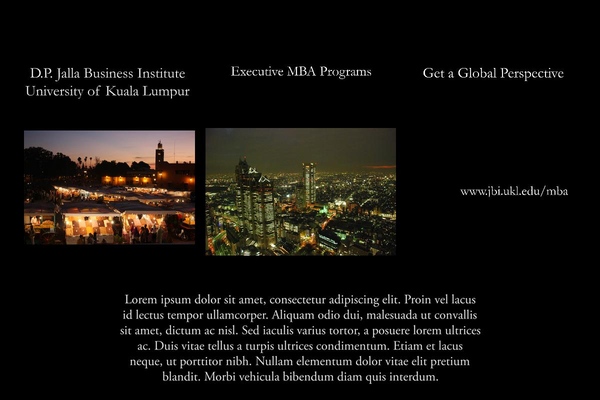 D.P. Jalla Business Institute
University of Kuala Lumpur
Executive MBA Programs
Get a Global Perspective
www.jbi.ukl.edu/mba
Lorem ipsum dolor sit amet, consectetur adipiscing elit. Proin vel lacus
id lectus tempor ullamcorper. Aliquam odio dui, malesuada ut convallis
sit amet, dictum ac nisl. Sed iaculis varius tortor, a posuere lorem ultrices
ac. Duis vitae tellus a turpis ultrices condimentum. Etiam et lacus
neque, ut porttitor nibh. Nullam elementum dolor vitae elit pretium
blandit. Morbi vehicula bibendum diam quis interdum.